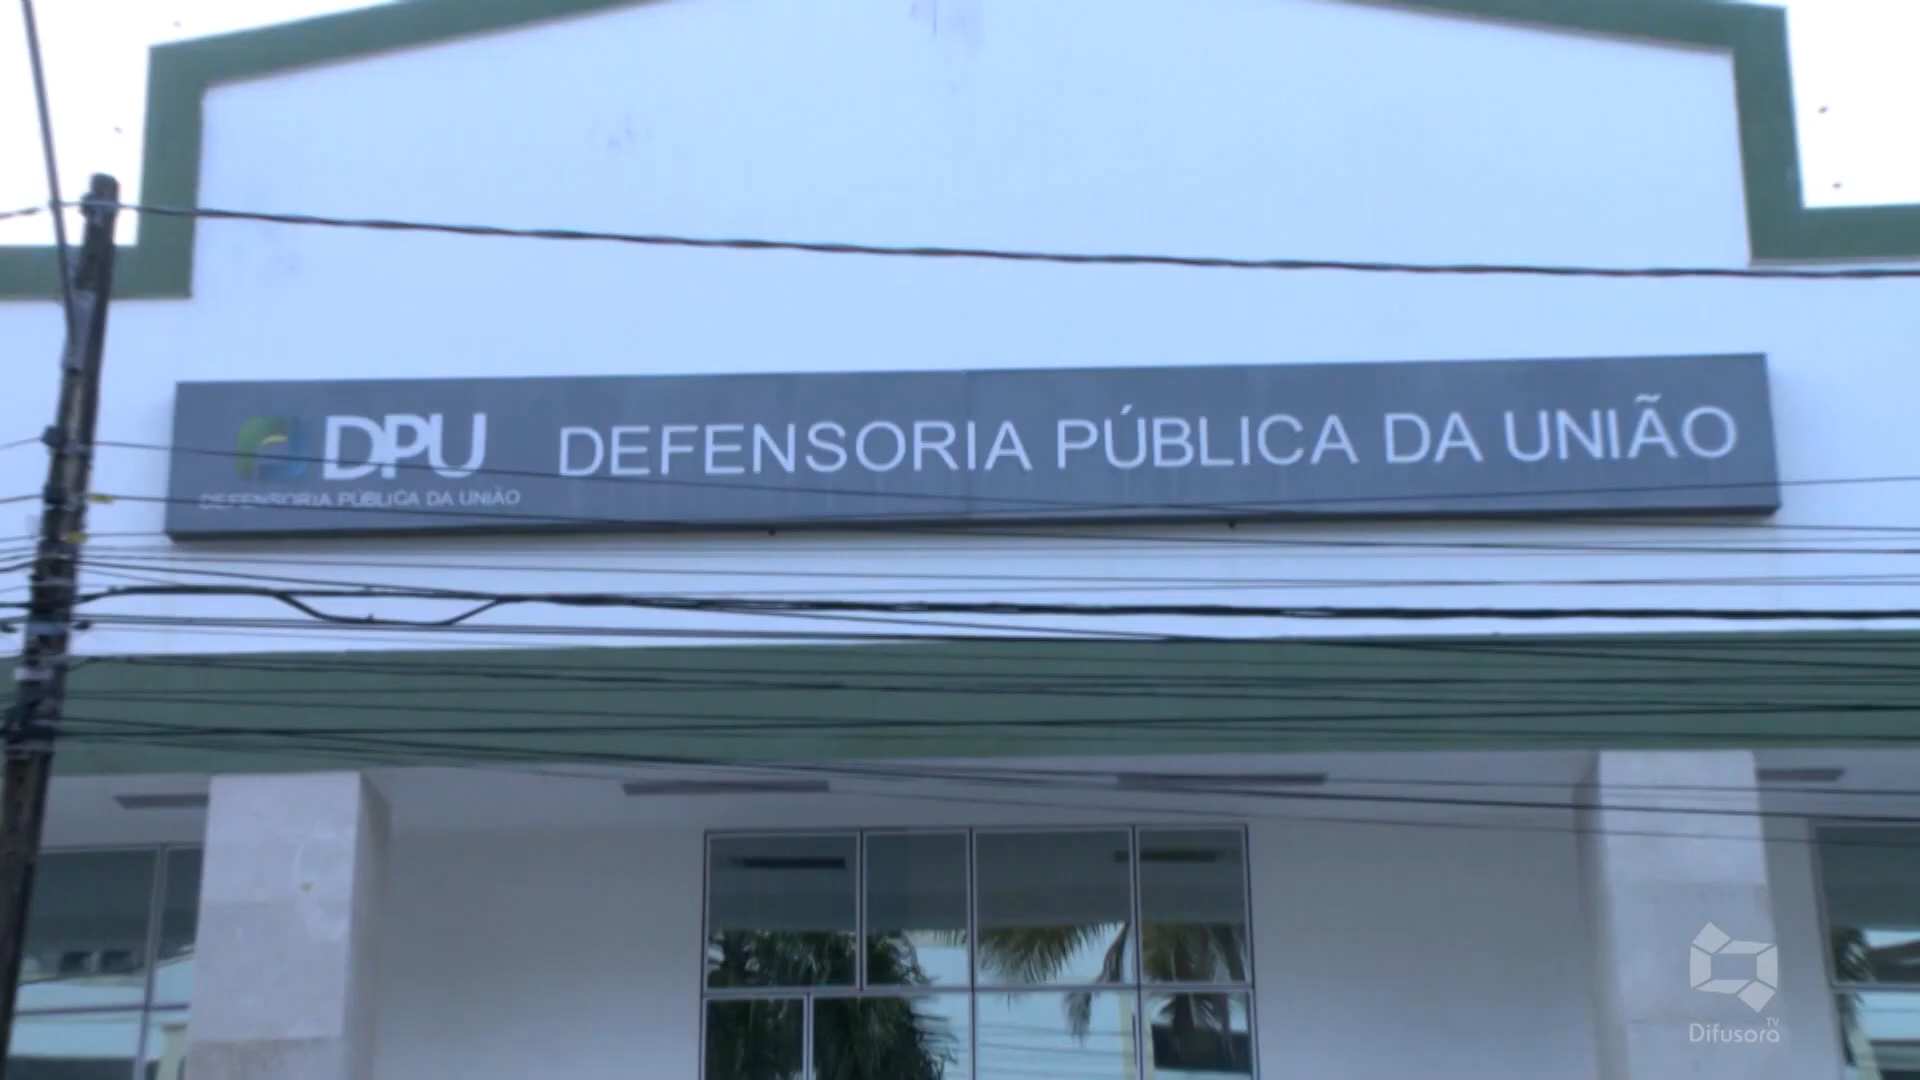 DPU DEFENSORIA PÚBLICA DA UNIÃO
DEFENSORIA PÚBLICA DA UNIÃO
TV
Difusora